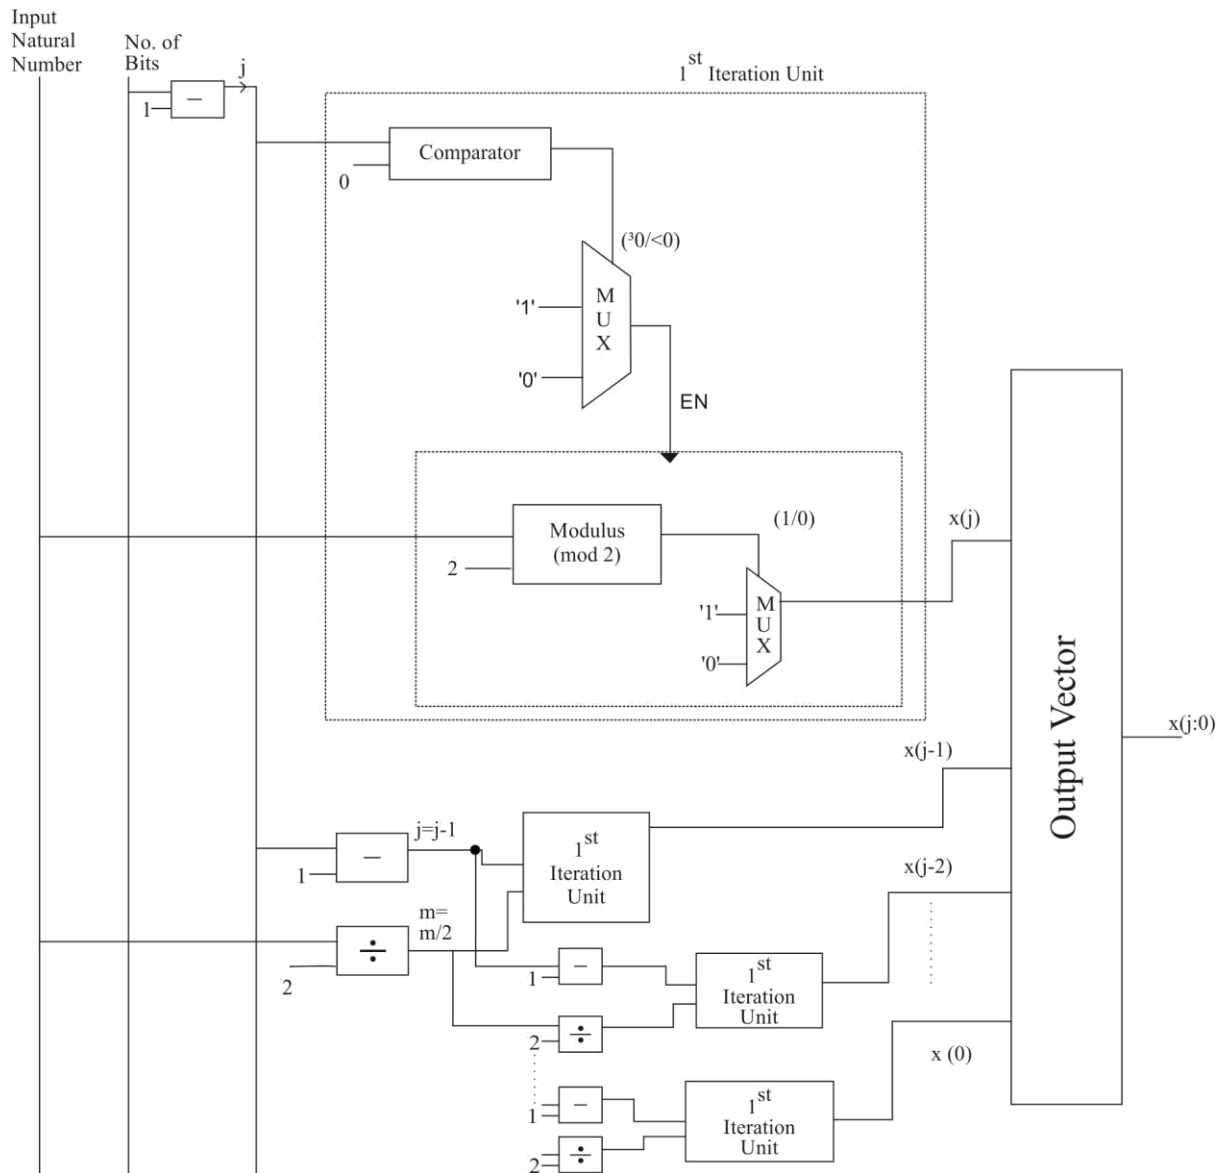 Input
Natural
Number
No. of
Bits
j
1
−
1st Iteration Unit
Comparator
0
(³0/<0)
'1'
'0'
M
U
X
EN
Modulus
(mod 2)
2
(1/0)
'1'
'0'
M
U
X
x(j)
Output Vector
x(j:0)
x(j-1)
j=j-1
−
1
1st
Iteration
Unit
x(j-2)
m=
m/2
÷
2
−
1
1st
Iteration
Unit
÷
2
x (0)
−
1
1st
Iteration
Unit
÷
2